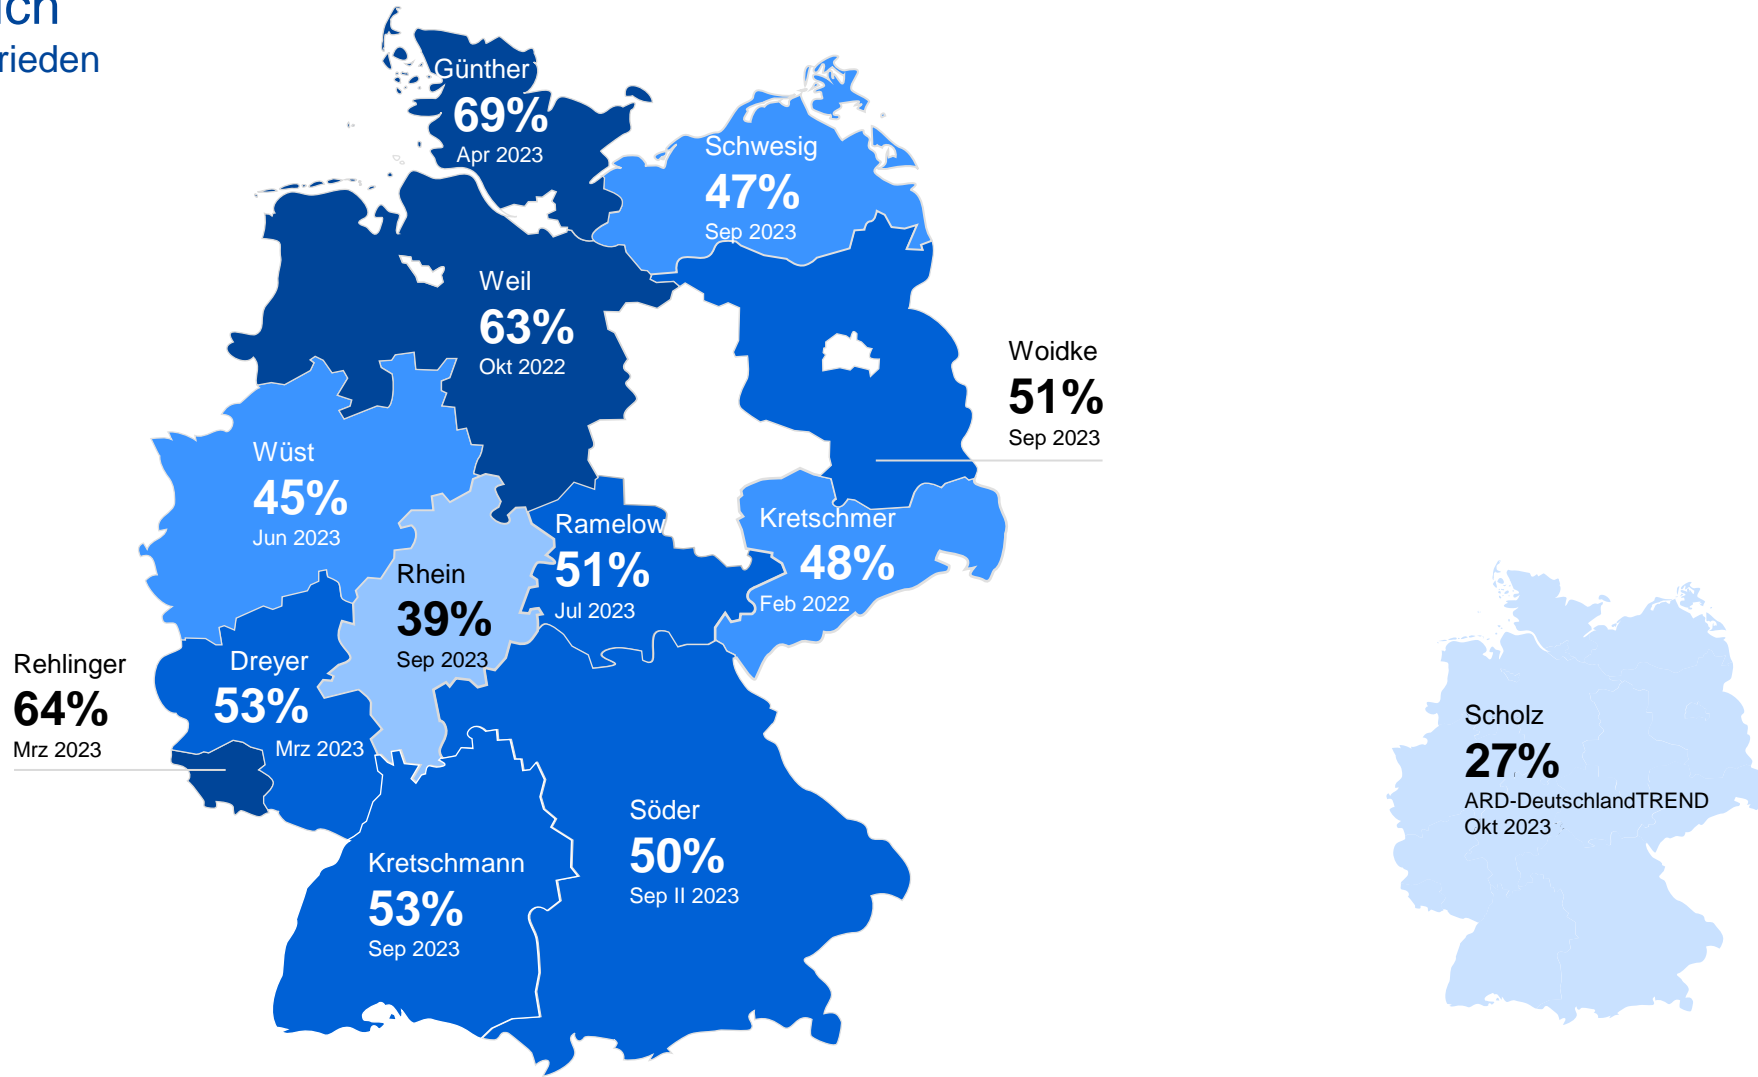 rieden
Günther
69%
Apr 2023
Schwesig
47%
Sep 2023
Weil
63%
Okt 2022
Woidke
51%
Sep 2023
Wüst
45%
Jun 2023
Ramelow
51%
Jul 2023
Kretschmer
48%
Feb 2022
Rhein
39%
Sep 2023
Rehlinger
64%
Mrz 2023
Dreyer
53%
Mrz 2023
Söder
50%
Sep II 2023
Kretschmann
53%
Sep 2023
Scholz
27%
ARD-DeutschlandTREND
Okt 2023